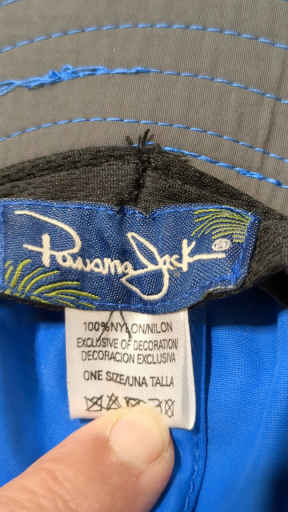 Panama Jack®
100% NYLON/NILON
EXCLUSIVE OF DECORATION/
DECORACION EXCLUSIVA
ONE SIZE/UNA TALLA